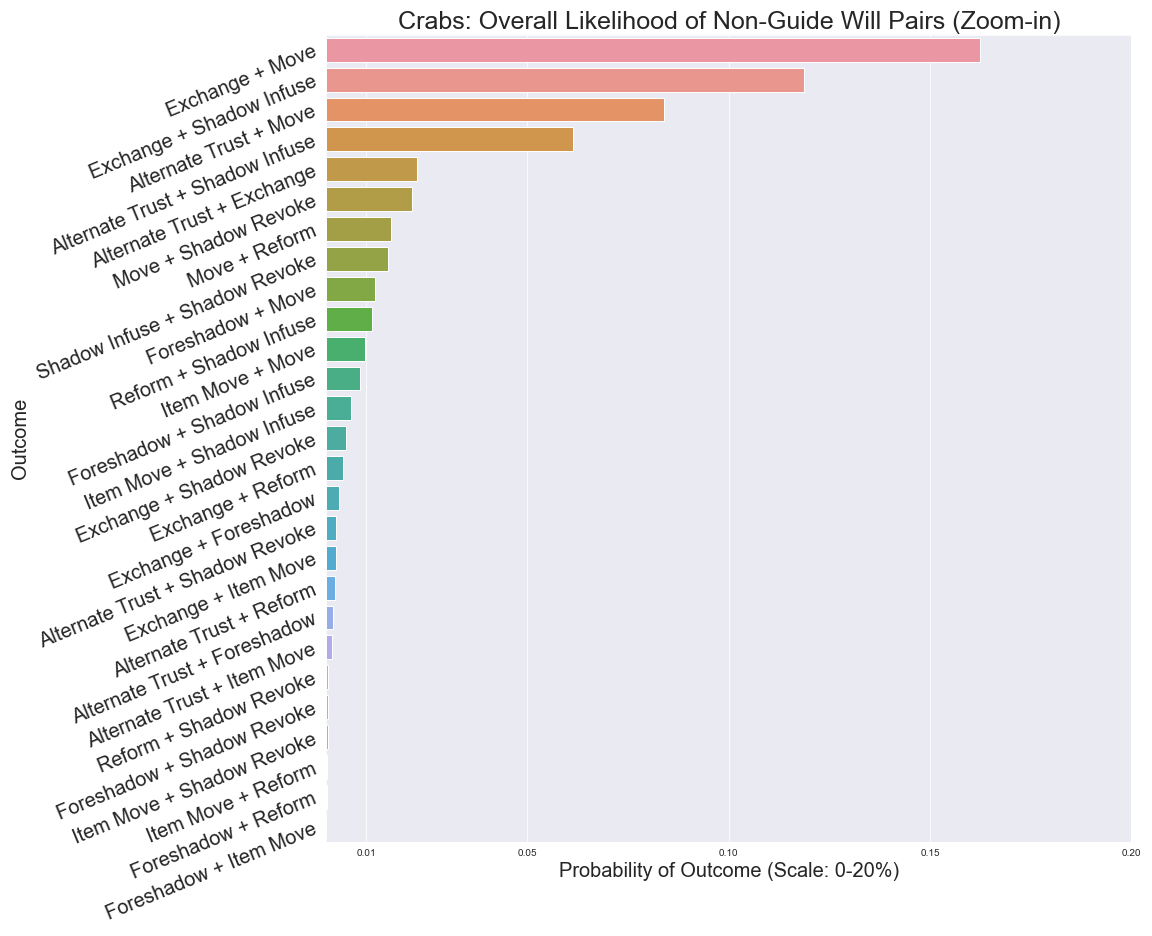 Crabs: Overall Likelihood of Non-Guide Will Pairs (Zoom-in)
Exchange + Move
Exchange + Shadow Infuse
Alternate Trust + Move
Alternate Trust + Shadow Infuse
Alternate Trust + Exchange
Move + Shadow Revoke
Move + Reform
Shadow Infuse + Shadow Revoke
Foreshadow + Move
Reform + Shadow Infuse
Item Move + Move
Foreshadow + Shadow Infuse
Item Move + Shadow Infuse
Exchange + Shadow Revoke
Exchange + Reform
Exchange + Foreshadow
Alternate Trust + Shadow Revoke
Exchange + Item Move
Alternate Trust + Reform
Alternate Trust + Foreshadow
Alternate Trust + Item Move
Reform + Shadow Revoke
Foreshadow + Shadow Revoke
Item Move + Shadow Revoke
Item Move + Reform
Foreshadow + Reform
Foreshadow + Item Move
Outcome
0.01 0.05 0.10 0.15 0.20
Probability of Outcome (Scale: 0-20%)